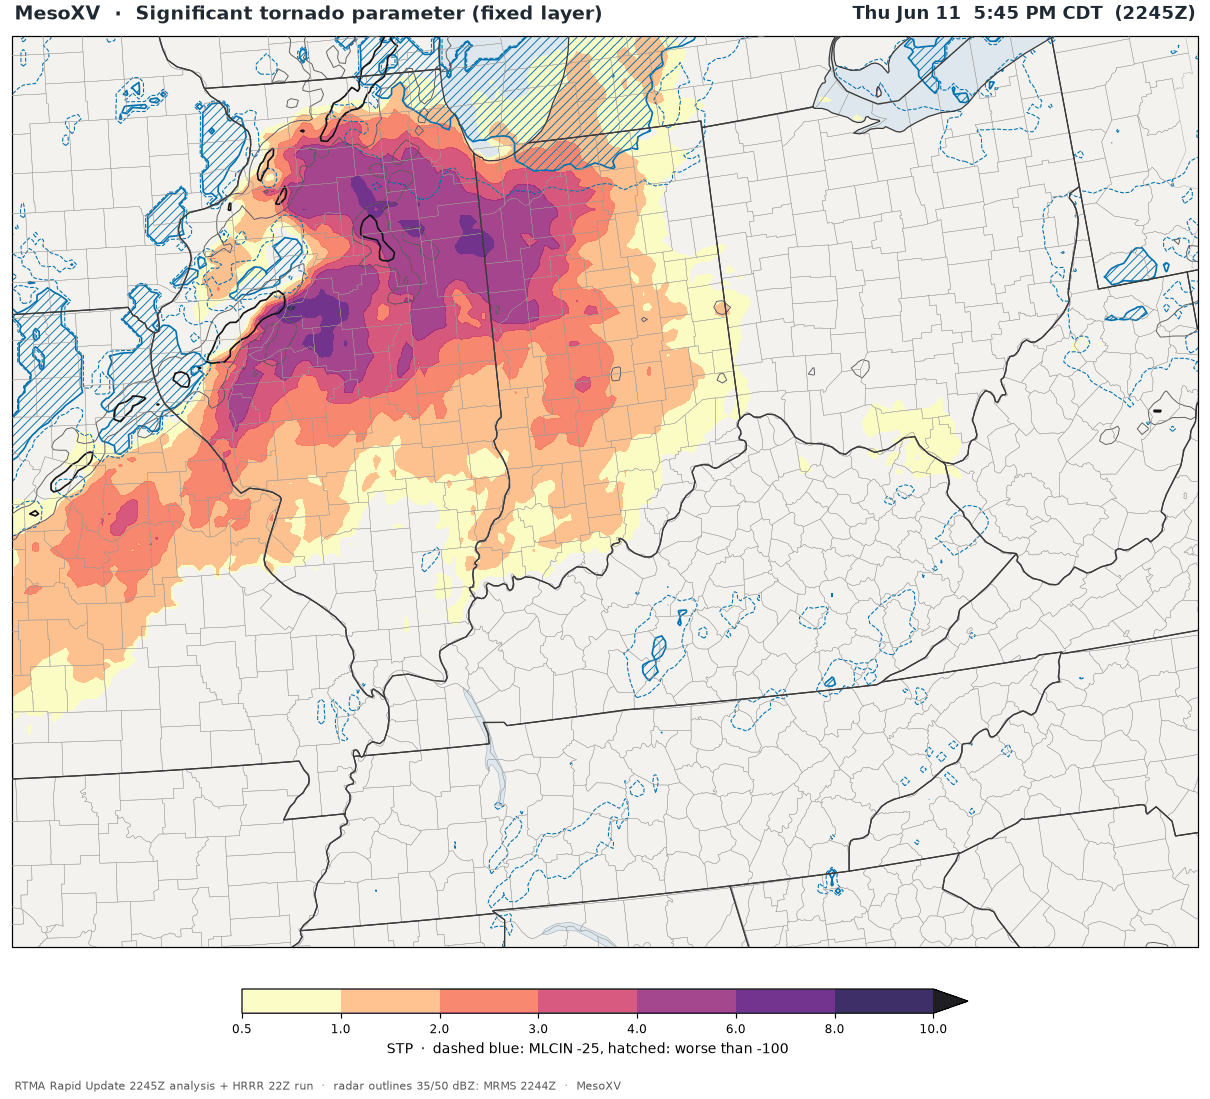 MesoXV · Significant tornado parameter (fixed layer)
Thu Jun 11 5:45 PM CDT (2245Z)
0.5 1.0 2.0 3.0 4.0 6.0 8.0 10.0
STP · dashed blue: MLCIN -25, hatched: worse than -100
RTMA Rapid Update 2245Z analysis + HRRR 22Z run · radar outlines 35/50 dBZ: MRMS 2244Z · MesoXV